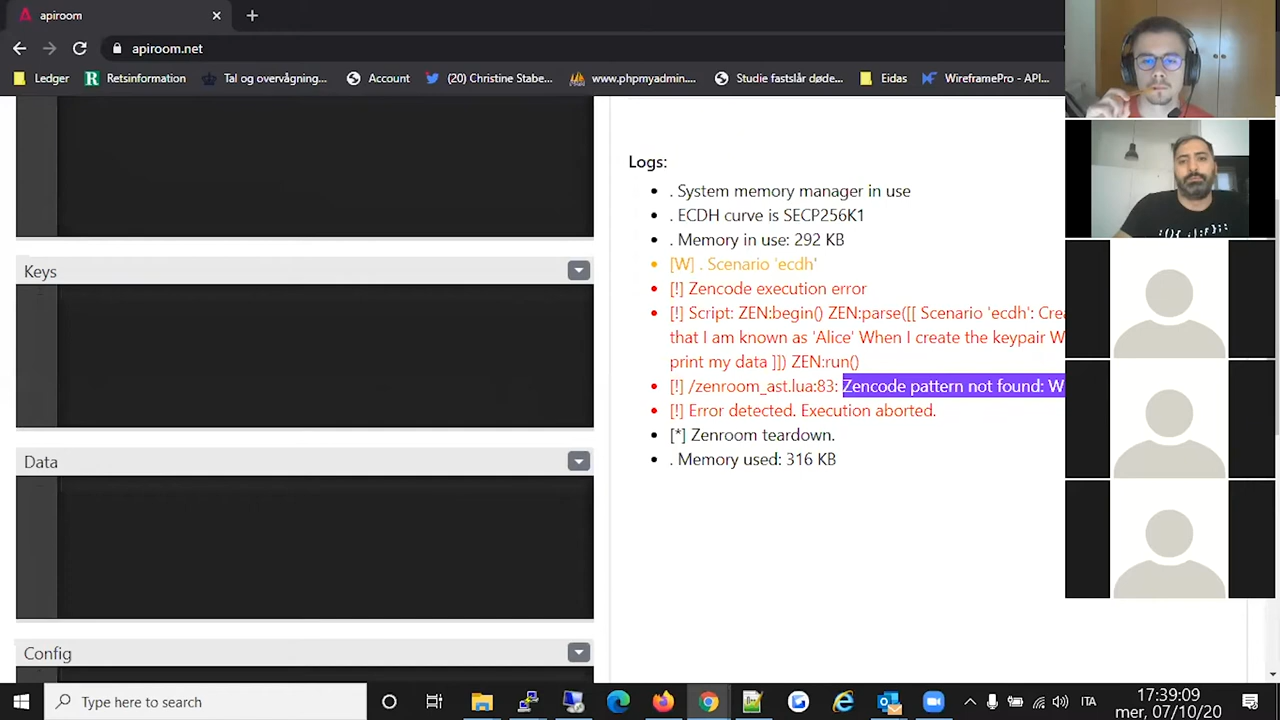 apiroom
apiroom.net
Ledger
Retsinformation
Tal og overvågning...
Account
(20) Christine Stabe...
www.phpmyadmin....
Studie fastslår døde...
Eidas
WireframePro - API...
Logs:
. System memory manager in use
. ECDH curve is SECP256K1
. Memory in use: 292 KB
[W] . Scenario 'ecdh'
[!] Zencode execution error
[!] Script: ZEN:begin() ZEN:parse([[ Scenario 'ecdh': Crea
that I am known as 'Alice' When I create the keypair W
print my data ]]) ZEN:run()
[!] /zenroom_ast.lua:83: Zencode pattern not found: W
[!] Error detected. Execution aborted.
[*] Zenroom teardown.
. Memory used: 316 KB
Keys
Data
Config
Type here to search
ITA
17:39:09
mer, 07/10/20